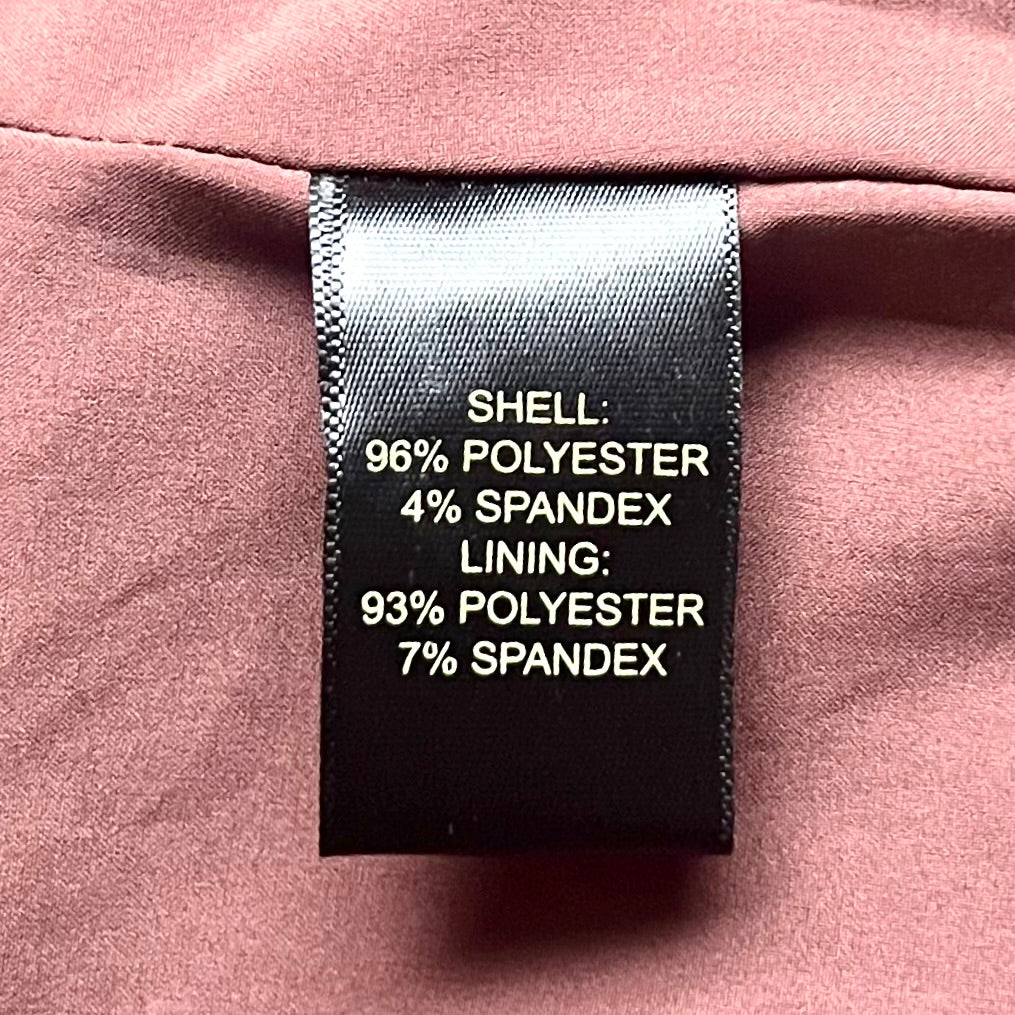 SHELL:
96% POLYESTER
4% SPANDEX
LINING:
93% POLYESTER
7% SPANDEX